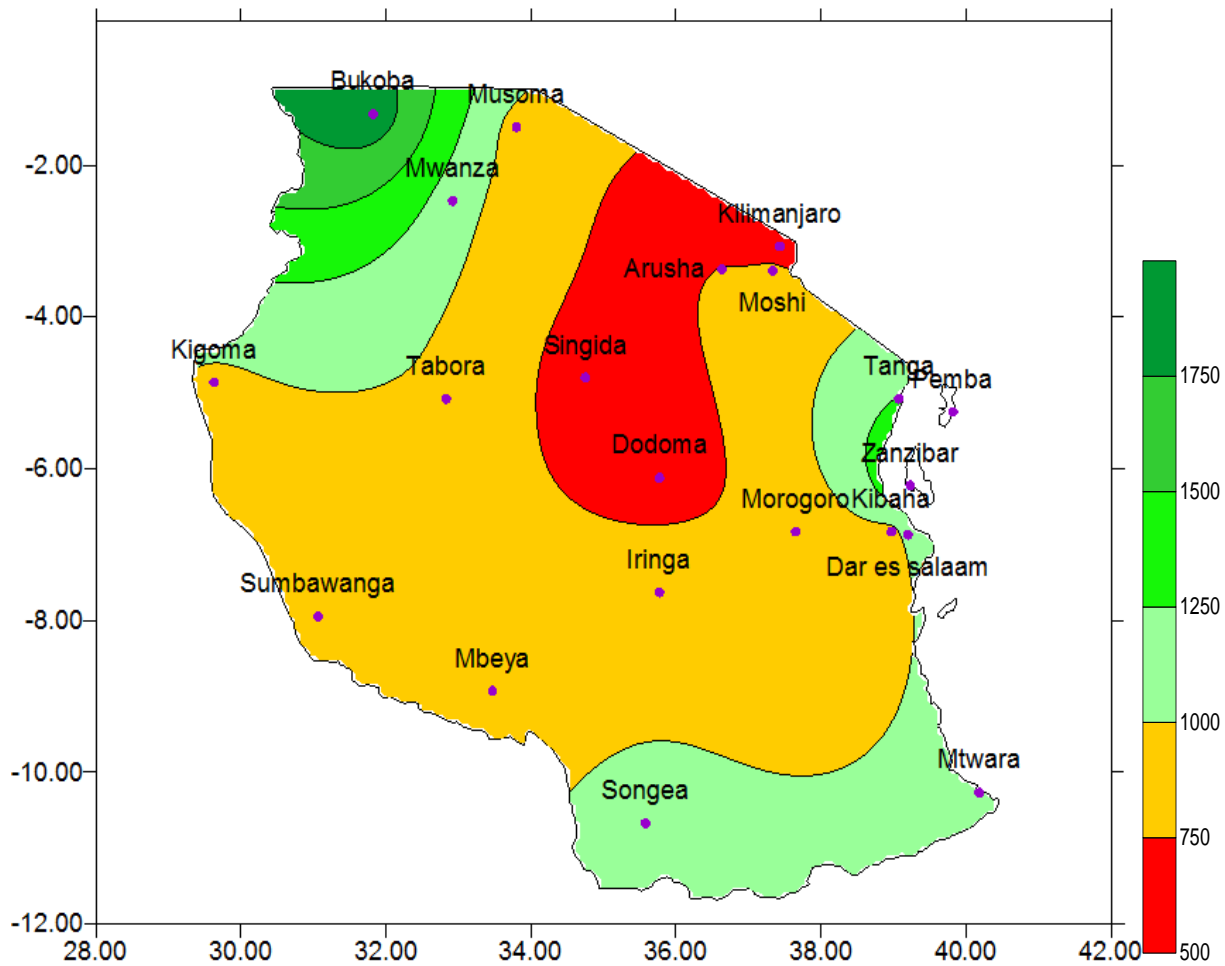 Bukoba
Musoma
-2.00
Mwanza
Kilimanjaro
Arusha
Moshi
-4.00
Kigoma
Singida
Tabora
Tanga
Pemba
1750
Dodoma
Zanzibar
-6.00
1500
Morogoro Kibaha
Iringa
Dar es salaam
Sumbawanga
1250
-8.00
Mbeya
1000
Mtwara
-10.00
Songea
750
-12.00
500
28.00 30.00 32.00 34.00 36.00 38.00 40.00 42.00